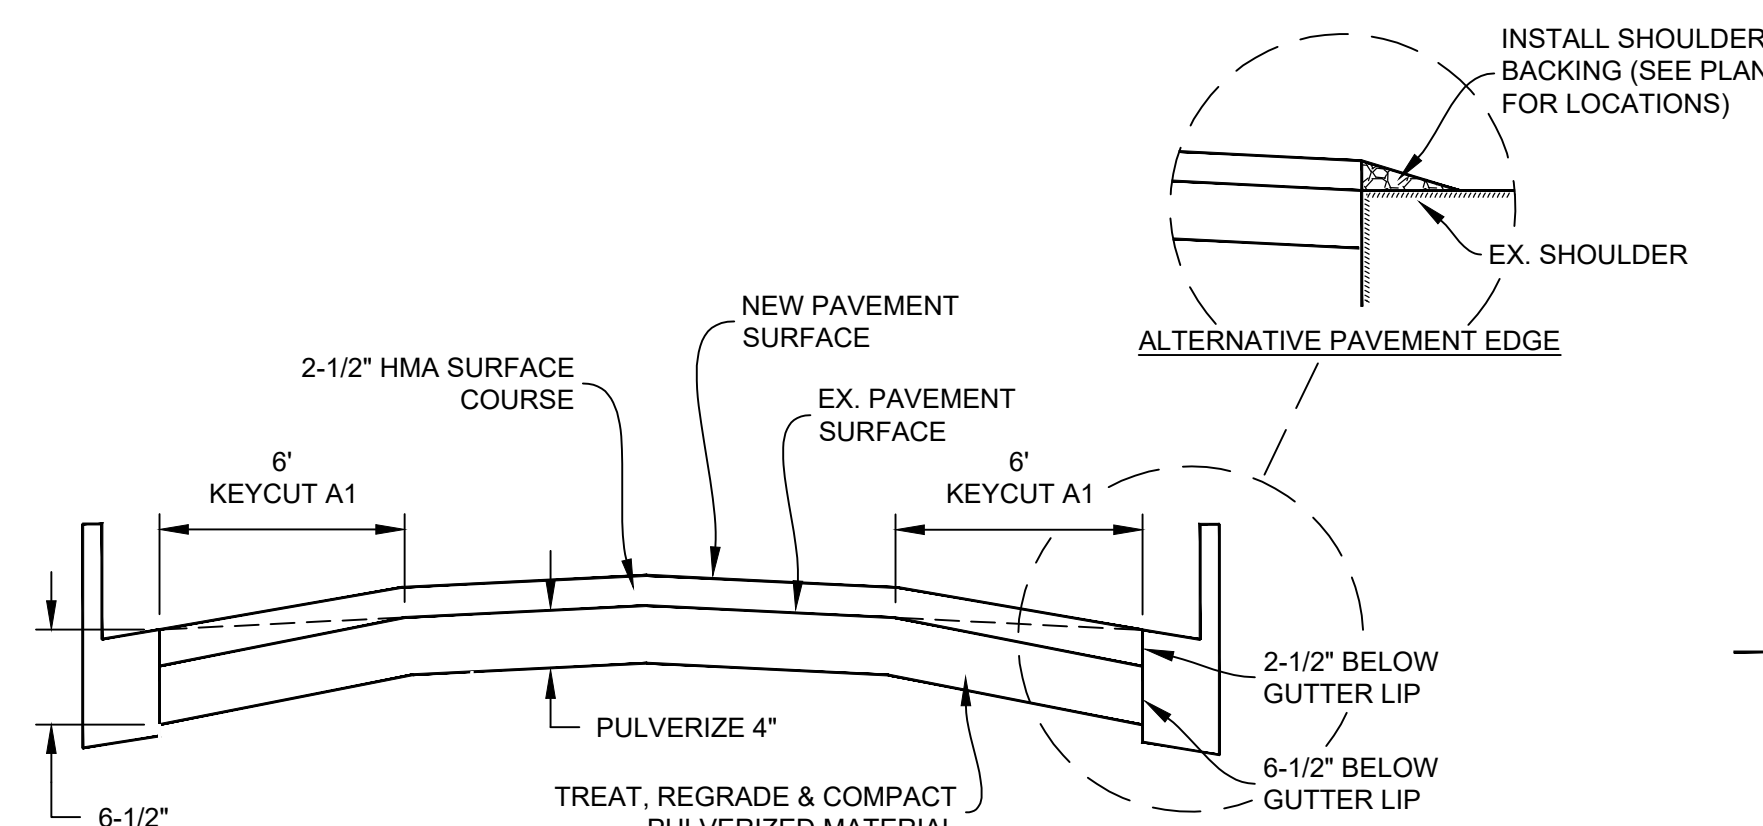 INSTALL SHOULDER
BACKING (SEE PLAN
FOR LOCATIONS)
EX. SHOULDER
ALTERNATIVE PAVEMENT EDGE
NEW PAVEMENT
SURFACE
2-1/2" HMA SURFACE
COURSE
EX. PAVEMENT
SURFACE
6'
KEYCUT A1
6'
KEYCUT A1
2-1/2" BELOW
GUTTER LIP
PULVERIZE 4"
6-1/2" BELOW
GUTTER LIP
TREAT, REGRADE & COMPACT
PULVERIZED MATERIAL
6-1/2"